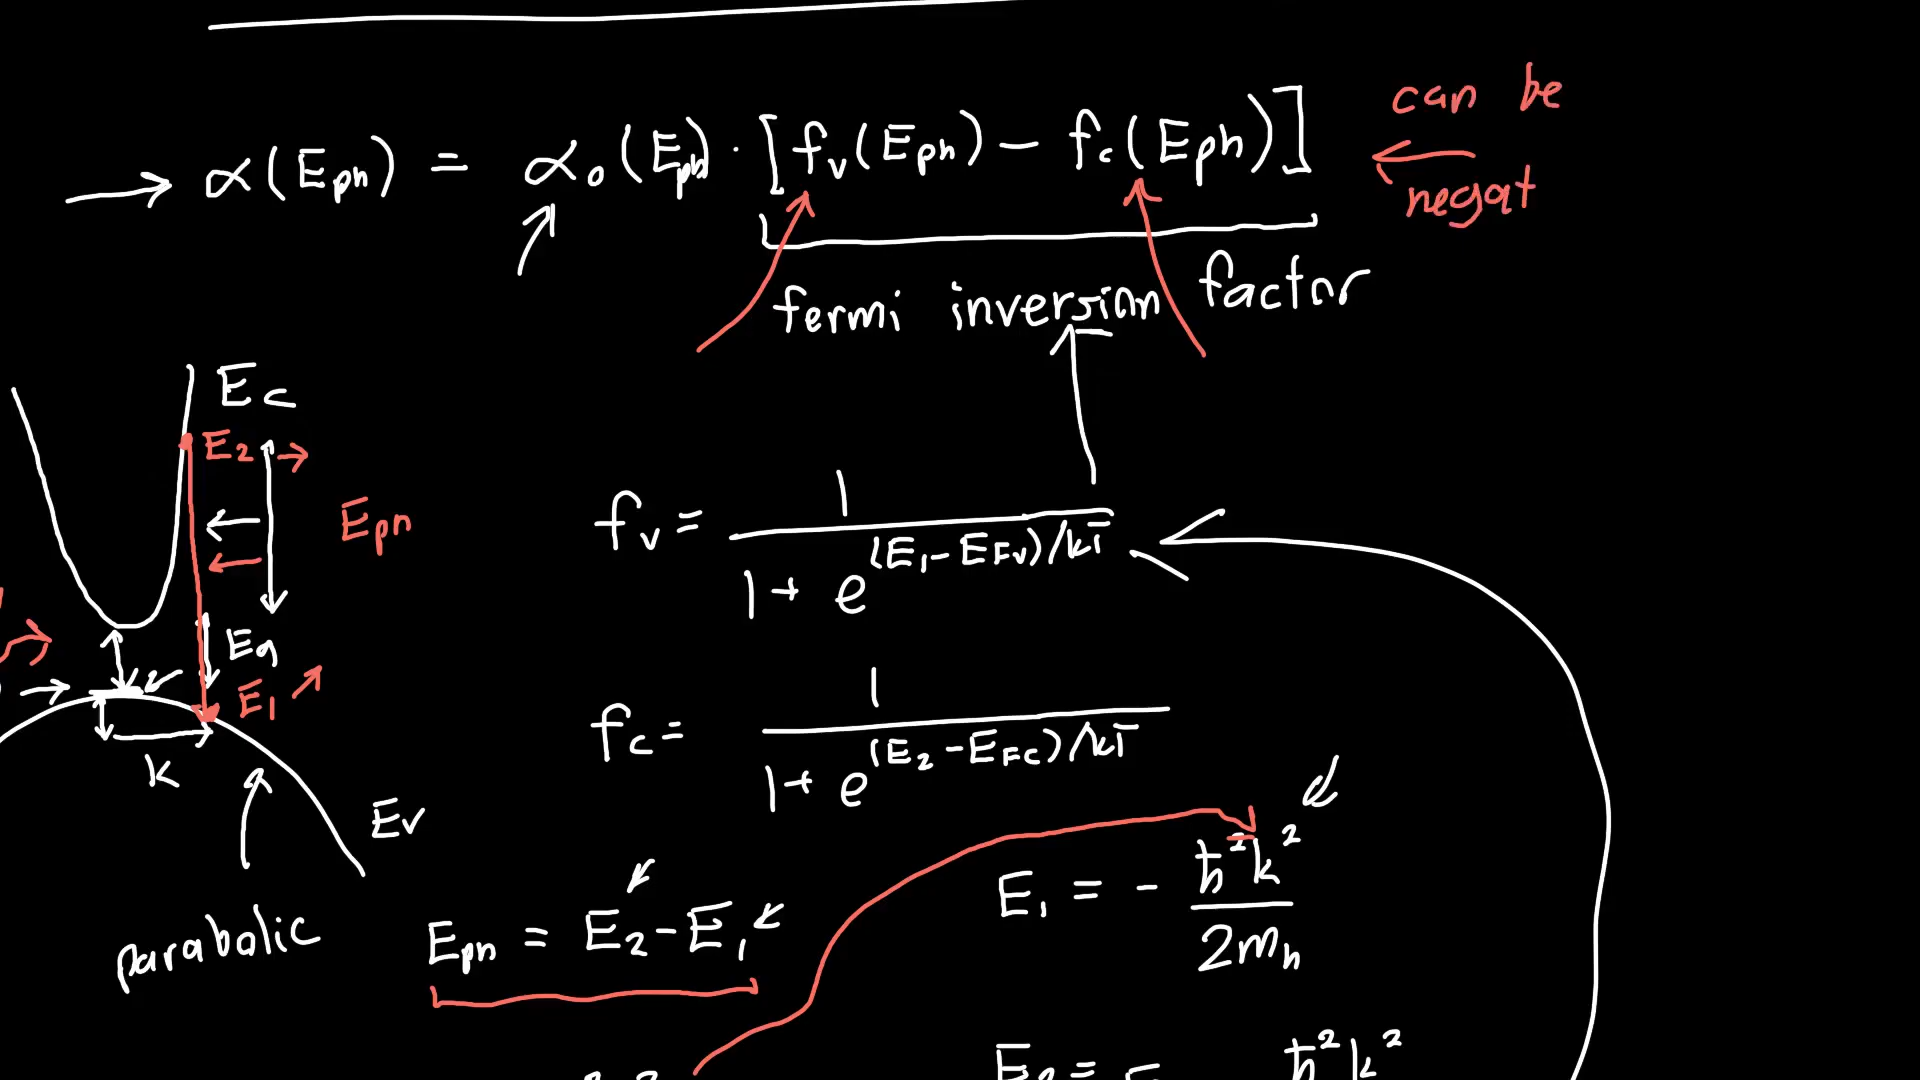 α(Eph) = α₀(Eph) · [fv(Eph) − fc(Eph)]
can be
negat
fermi inversion factor
Ec
E2
Eph
Eg
E1
k
Ev
parabolic
fv = 1 / (1 + e^((E1 − EFv)/kT))
fc = 1 / (1 + e^((E2 − EFc)/kT))
Eph = E2 − E1
E1 = − ħ²k² / 2mh
ħ²k²